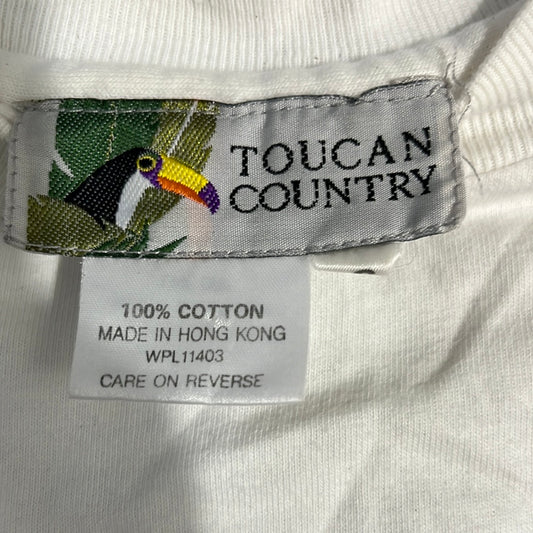 TOUCAN
COUNTRY
100% COTTON
MADE IN HONG KONG
WPL11403
CARE ON REVERSE